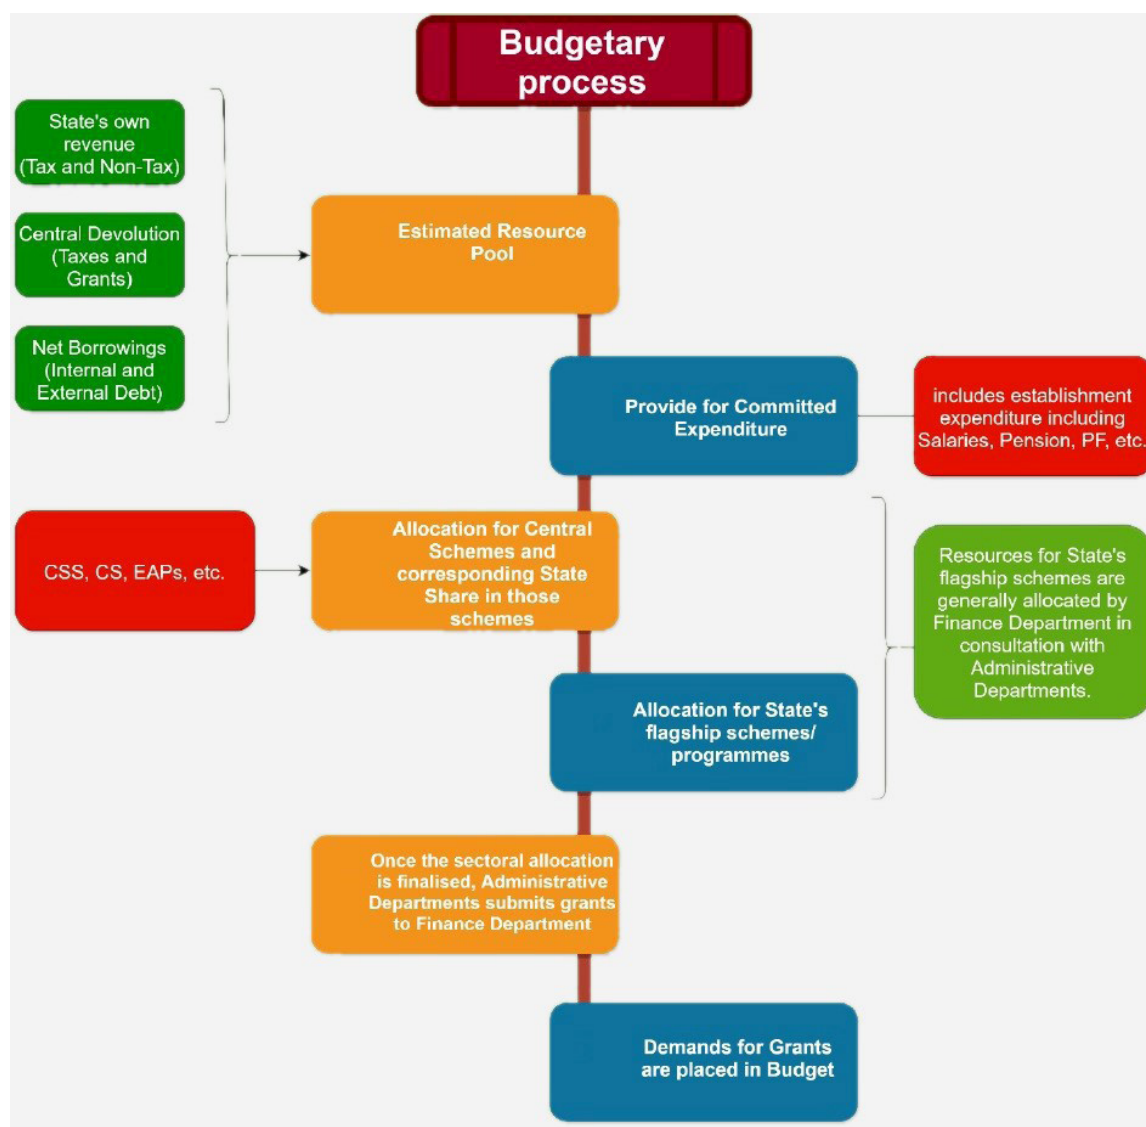 Budgetary
process
State's own
revenue
(Tax and Non-Tax)
Central Devolution
(Taxes and
Grants)
Net Borrowings
(Internal and
External Debt)
Estimated Resource
Pool
Provide for Committed
Expenditure
includes establishment
expenditure including
Salaries, Pension, PF, etc.
CSS, CS, EAPs, etc.
Allocation for Central
Schemes and
corresponding State
Share in those
schemes
Resources for State's
flagship schemes are
generally allocated by
Finance Department in
consultation with
Administrative
Departments.
Allocation for State's
flagship schemes/
programmes
Once the sectoral allocation
is finalised, Administrative
Departments submits grants
to Finance Department
Demands for Grants
are placed in Budget